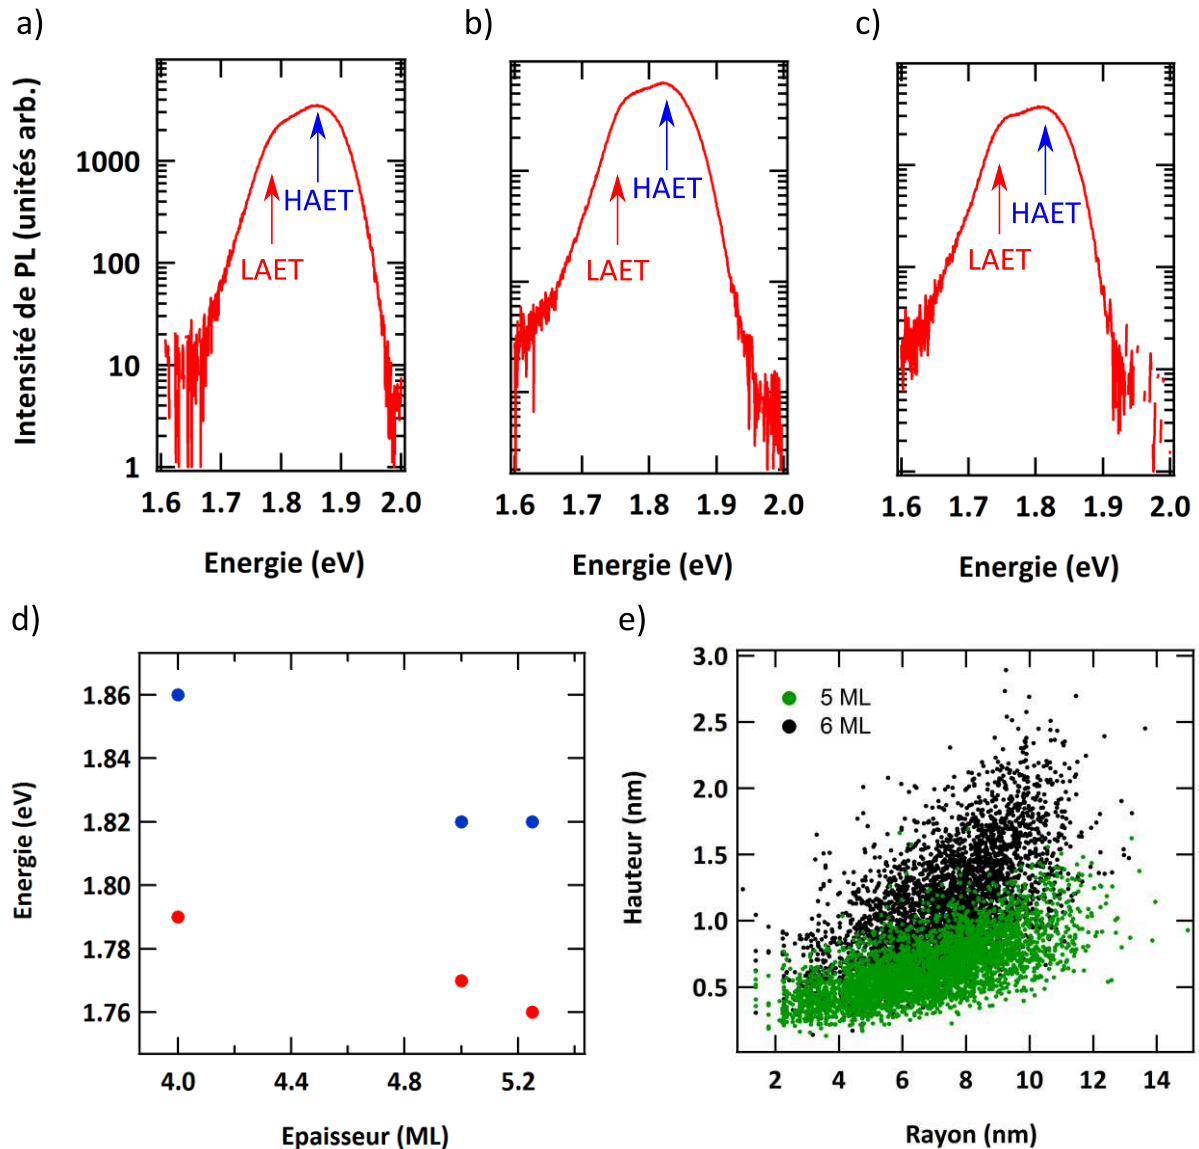 a)
b)
c)
Intensité de PL (unités arb.)
1000
100
10
1
HAET
LAET
HAET
LAET
HAET
LAET
1.6 1.7 1.8 1.9 2.0
1.6 1.7 1.8 1.9 2.0
1.6 1.7 1.8 1.9 2.0
Energie (eV)
Energie (eV)
Energie (eV)
d)
Energie (eV)
1.86
1.84
1.82
1.80
1.78
1.76
4.0 4.4 4.8 5.2
Epaisseur (ML)
e)
Hauteur (nm)
3.0
2.5
2.0
1.5
1.0
0.5
5 ML
6 ML
2 4 6 8 10 12 14
Rayon (nm)